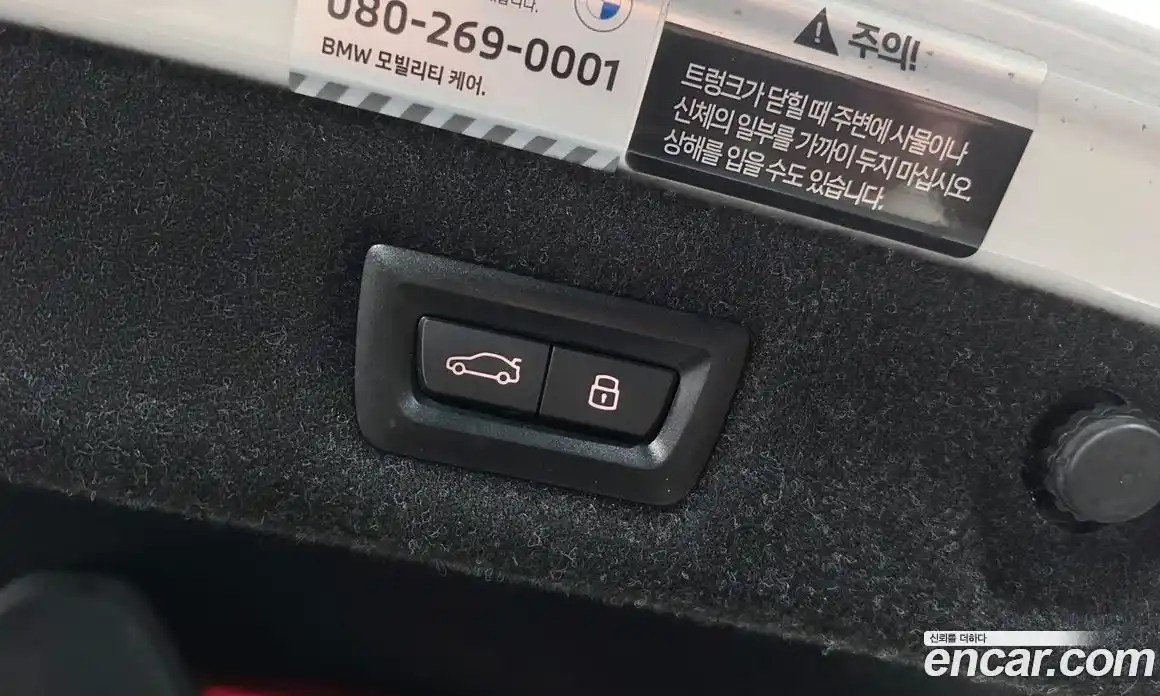 080-269-0001
BMW 모빌리티 케어.
주의!
트렁크가 닫힐 때 주변에 사물이나
신체의 일부를 가까이 두지 마십시오.
상해를 입을 수도 있습니다.
신뢰를 더하다
encar.com